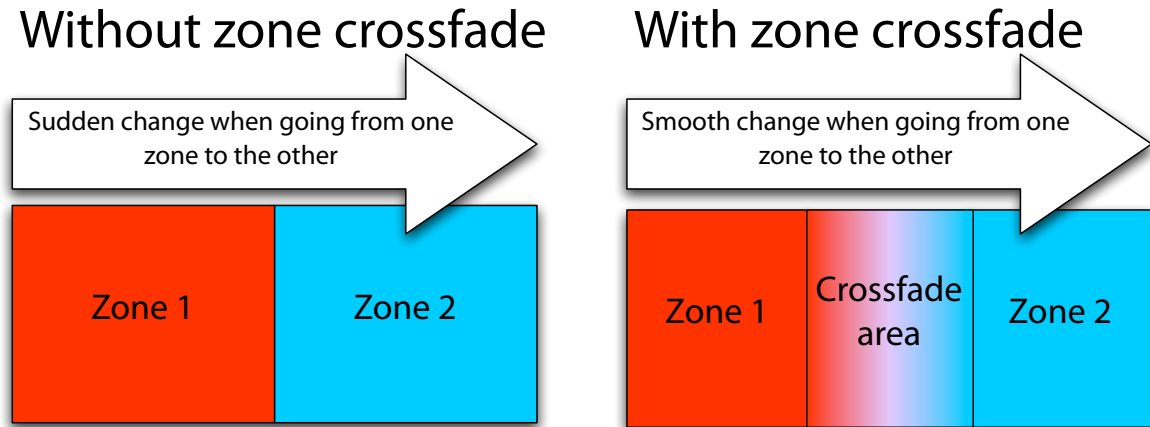 Without zone crossfade
Sudden change when going from one
zone to the other
Zone 1
Zone 2
With zone crossfade
Smooth change when going from one
zone to the other
Zone 1
Crossfade
area
Zone 2